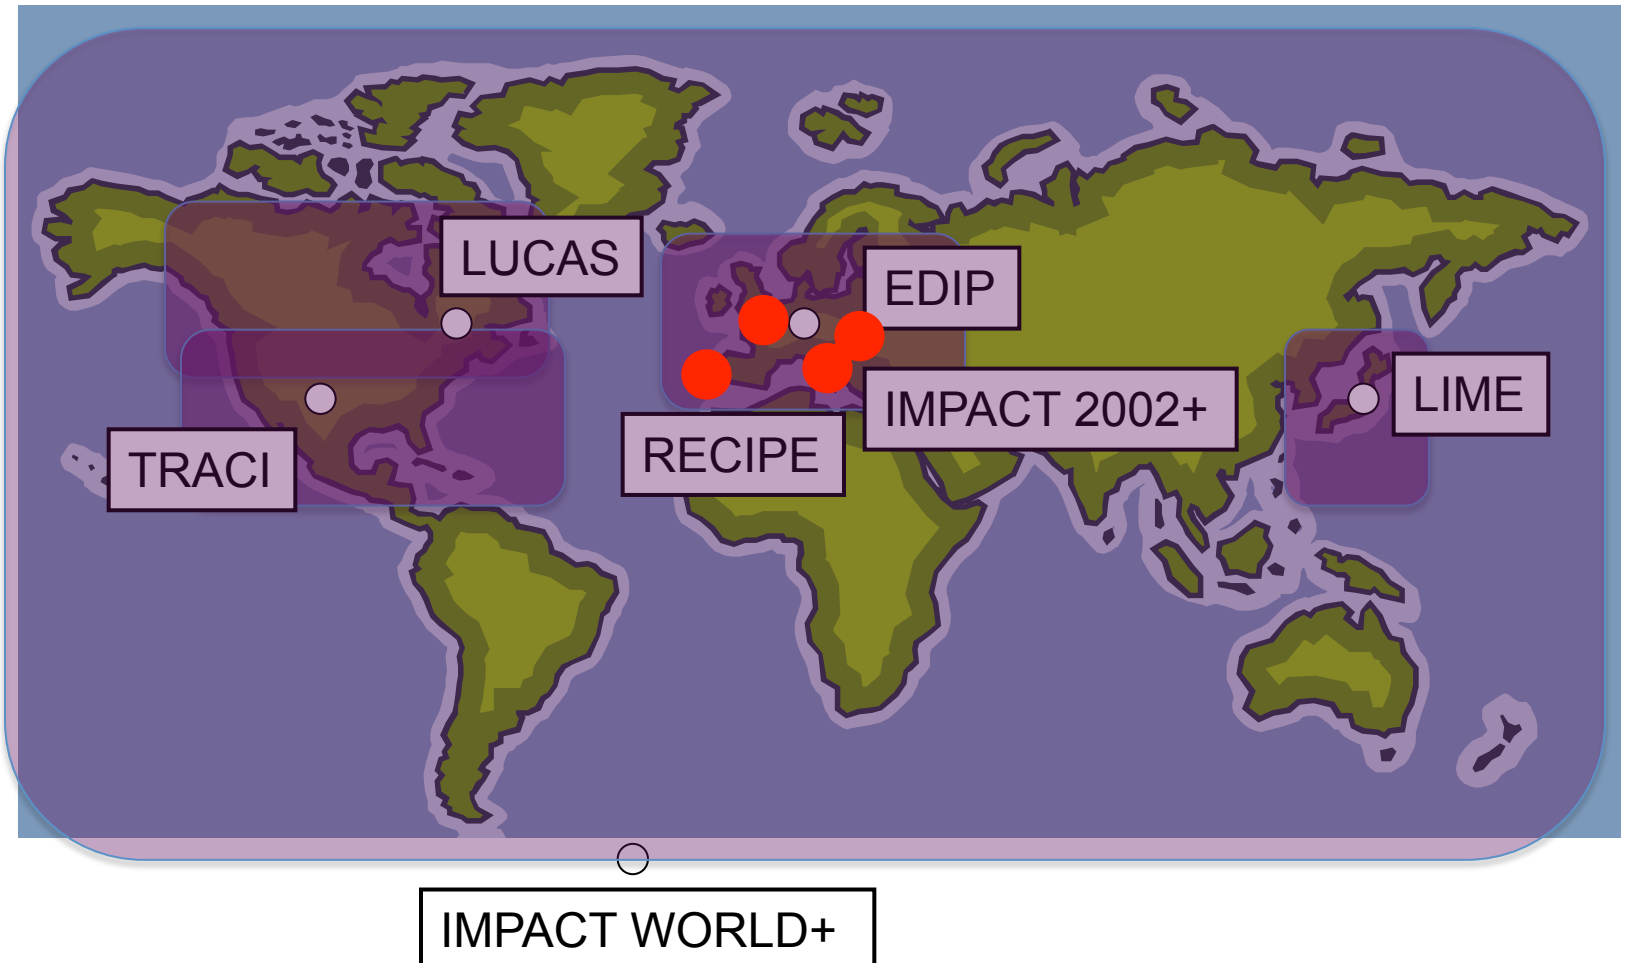 LUCAS
EDIP
IMPACT 2002+
LIME
RECIPE
TRACI
IMPACT WORLD+